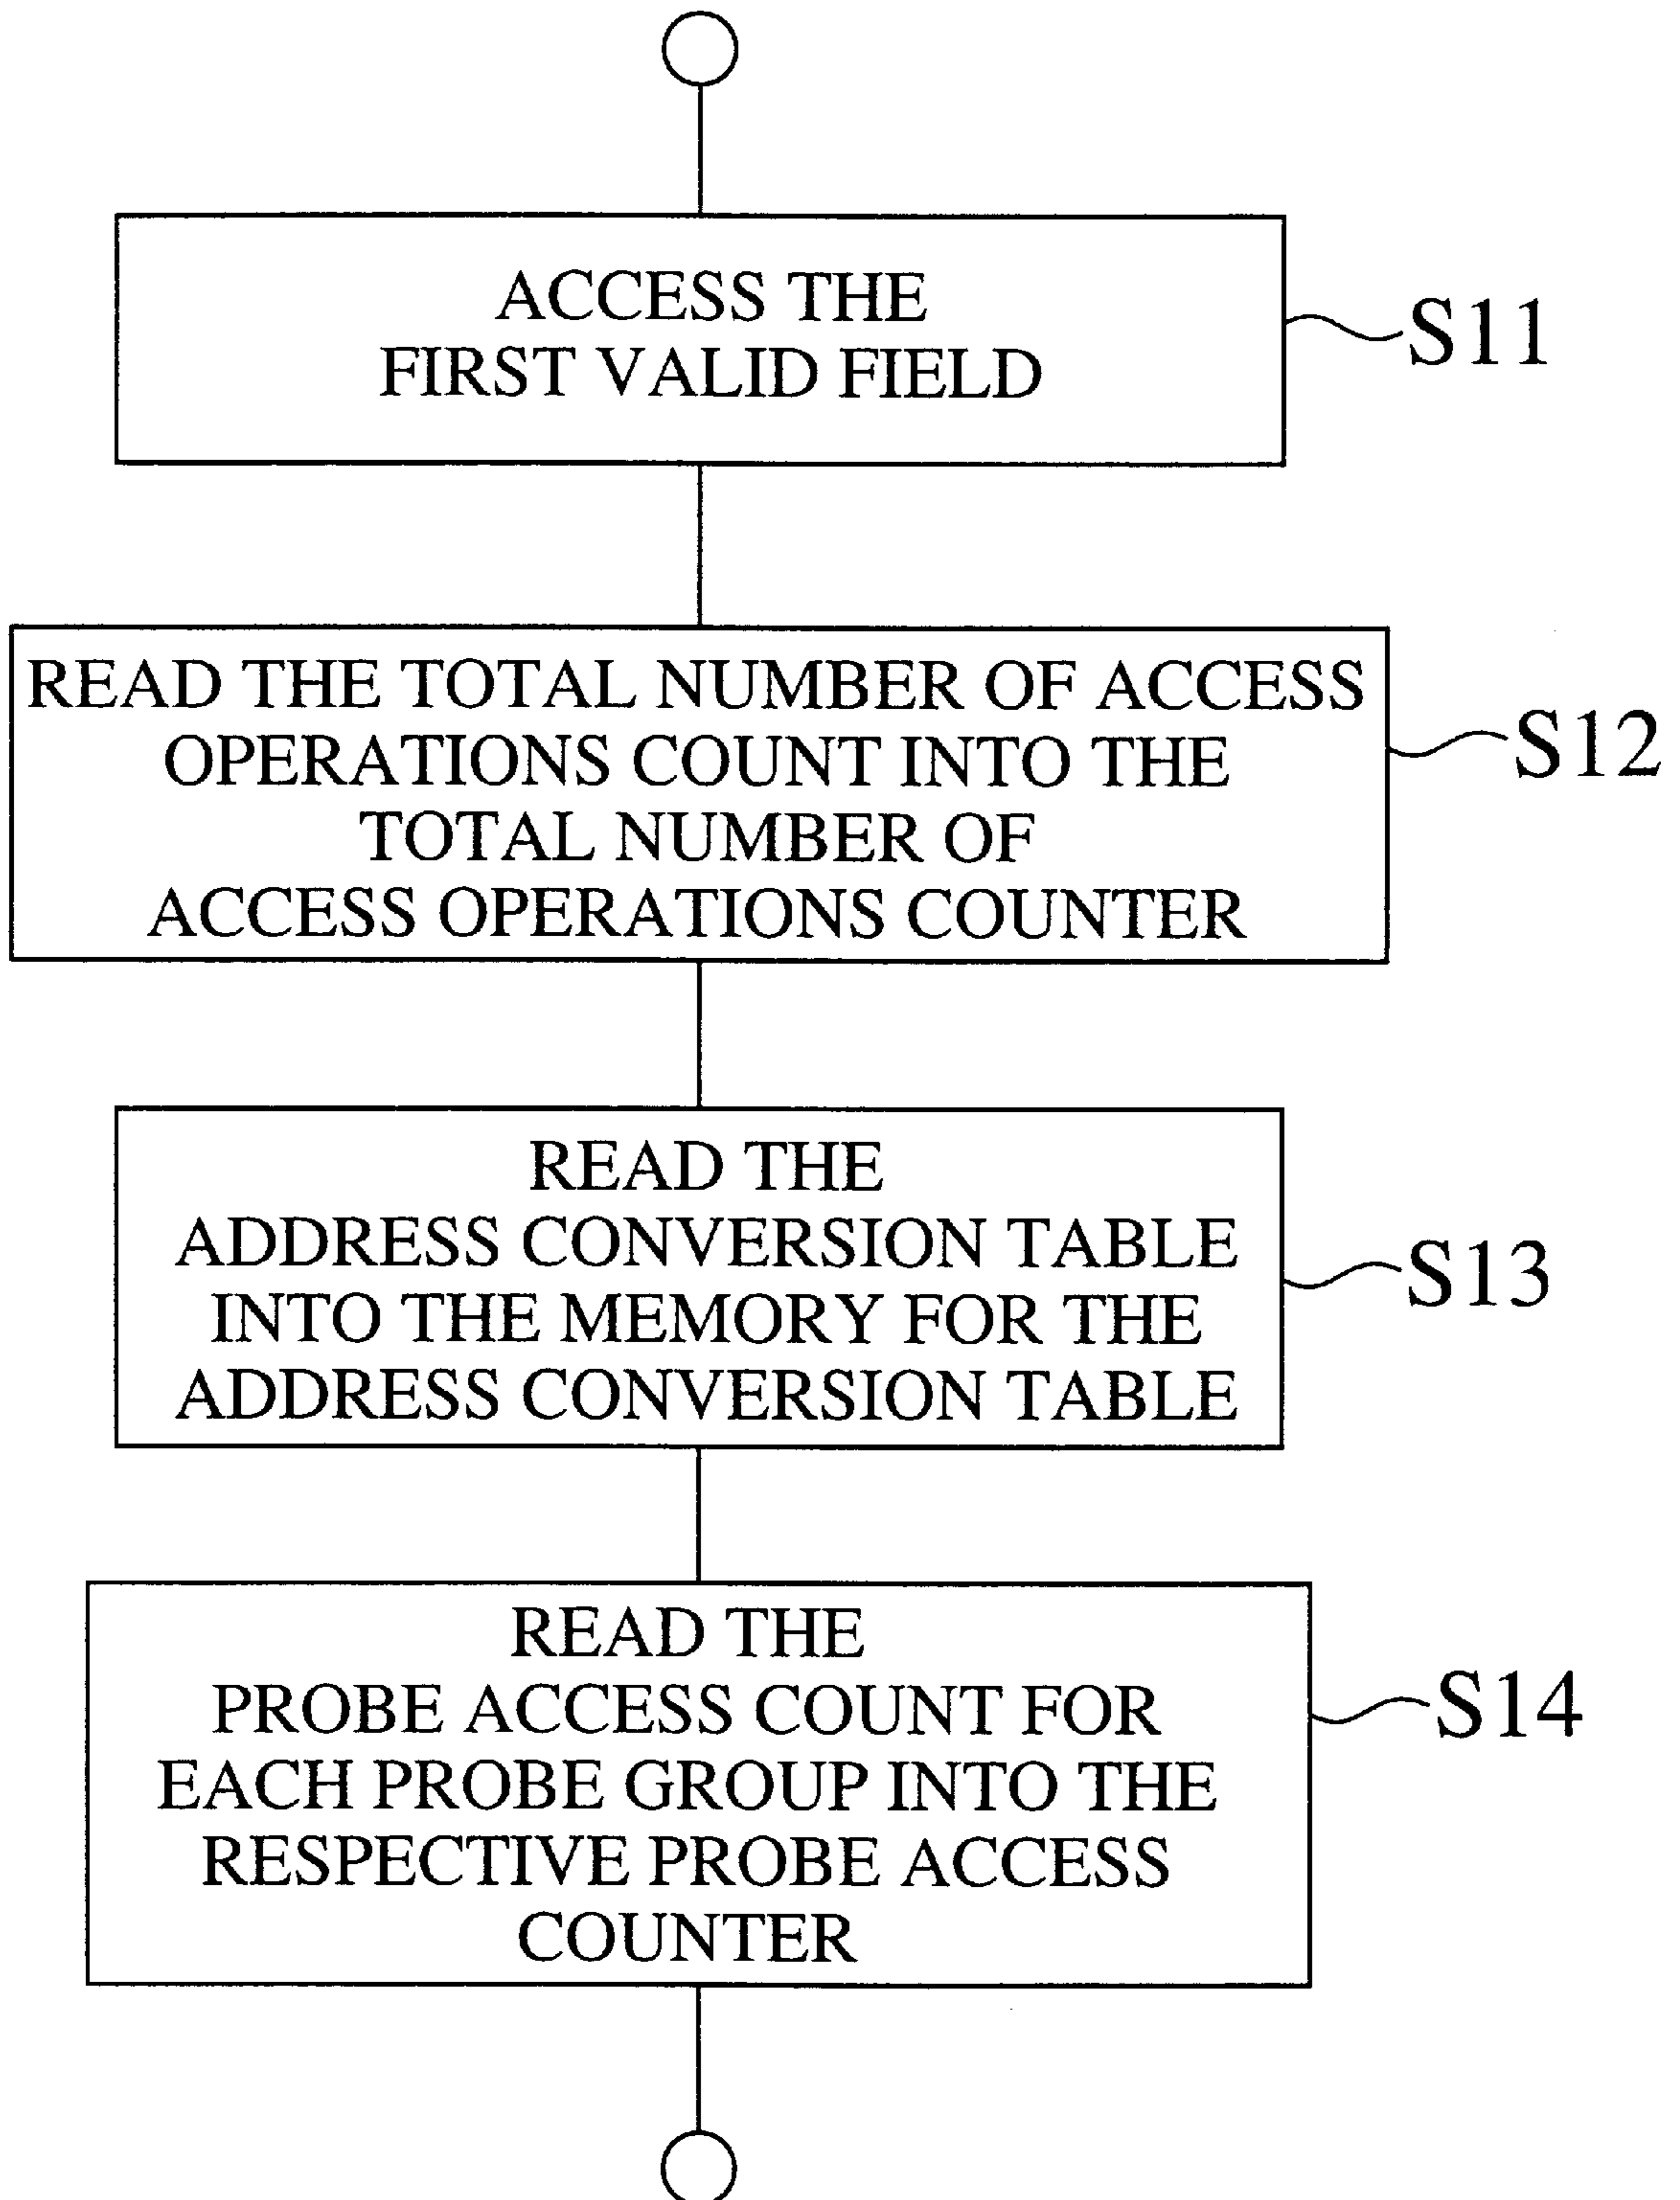 ACCESS THE
FIRST VALID FIELD
S11
READ THE TOTAL NUMBER OF ACCESS
OPERATIONS COUNT INTO THE
TOTAL NUMBER OF
ACCESS OPERATIONS COUNTER
S12
READ THE
ADDRESS CONVERSION TABLE
INTO THE MEMORY FOR THE
ADDRESS CONVERSION TABLE
S13
READ THE
PROBE ACCESS COUNT FOR
EACH PROBE GROUP INTO THE
RESPECTIVE PROBE ACCESS
COUNTER
S14